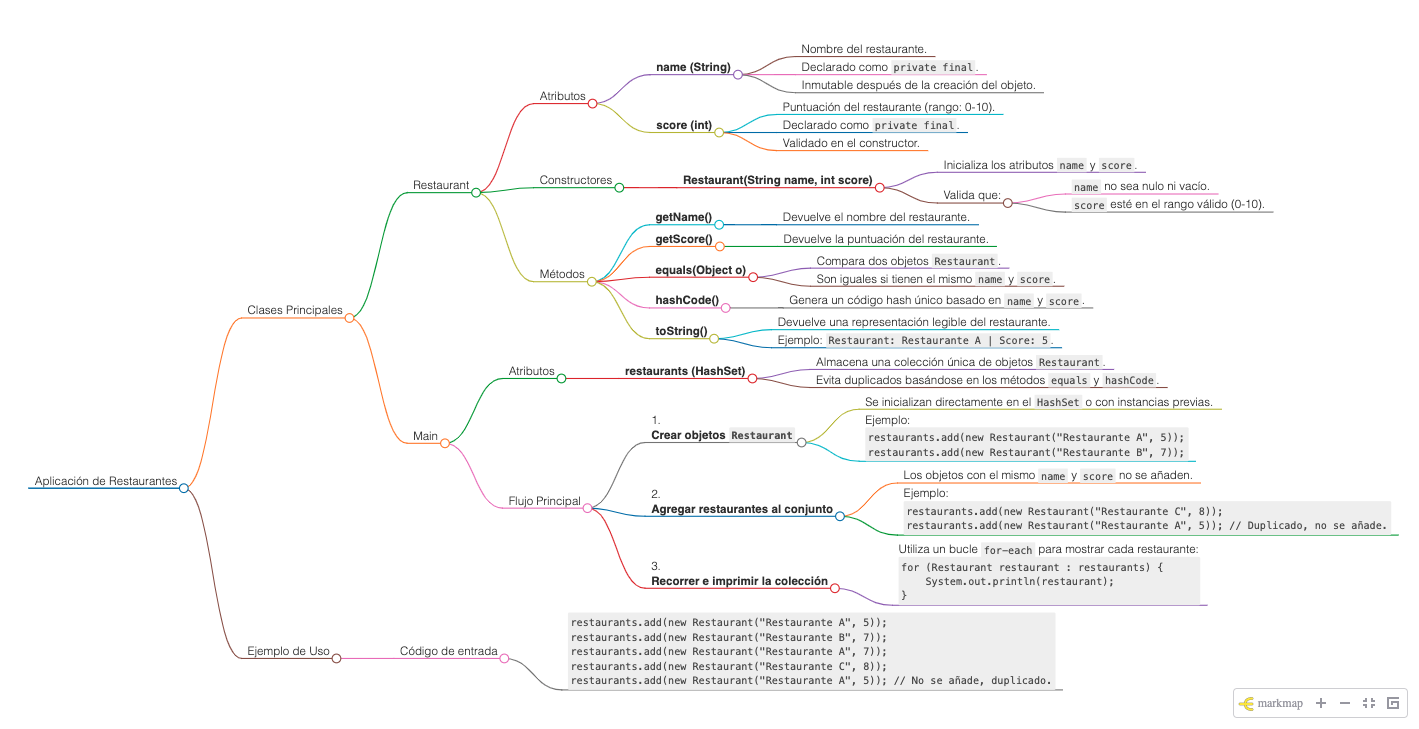 Aplicación de Restaurantes
Clases Principales
Restaurant
Atributos
name (String)
Nombre del restaurante.
Declarado como private final.
Inmutable después de la creación del objeto.
score (int)
Puntuación del restaurante (rango: 0-10).
Declarado como private final.
Validado en el constructor.
Constructores
Restaurant(String name, int score)
Inicializa los atributos name y score.
Valida que:
name no sea nulo ni vacío.
score esté en el rango válido (0-10).
Métodos
getName()
Devuelve el nombre del restaurante.
getScore()
Devuelve la puntuación del restaurante.
equals(Object o)
Compara dos objetos Restaurant.
Son iguales si tienen el mismo name y score.
hashCode()
Genera un código hash único basado en name y score.
toString()
Devuelve una representación legible del restaurante.
Ejemplo: Restaurant: Restaurante A | Score: 5.
Main
Atributos
restaurants (HashSet)
Almacena una colección única de objetos Restaurant.
Evita duplicados basándose en los métodos equals y hashCode.
Flujo Principal
1.
Crear objetos Restaurant
Se inicializan directamente en el HashSet o con instancias previas.
Ejemplo:
restaurants.add(new Restaurant("Restaurante A", 5));
restaurants.add(new Restaurant("Restaurante B", 7));
2.
Agregar restaurantes al conjunto
Los objetos con el mismo name y score no se añaden.
Ejemplo:
restaurants.add(new Restaurant("Restaurante C", 8));
restaurants.add(new Restaurant("Restaurante A", 5)); // Duplicado, no se añade.
3.
Recorrer e imprimir la colección
Utiliza un bucle for-each para mostrar cada restaurante:
for (Restaurant restaurant : restaurants) {
    System.out.println(restaurant);
}
Ejemplo de Uso
Código de entrada
restaurants.add(new Restaurant("Restaurante A", 5));
restaurants.add(new Restaurant("Restaurante B", 7));
restaurants.add(new Restaurant("Restaurante A", 7));
restaurants.add(new Restaurant("Restaurante C", 8));
restaurants.add(new Restaurant("Restaurante A", 5)); // No se añade, duplicado.
markmap